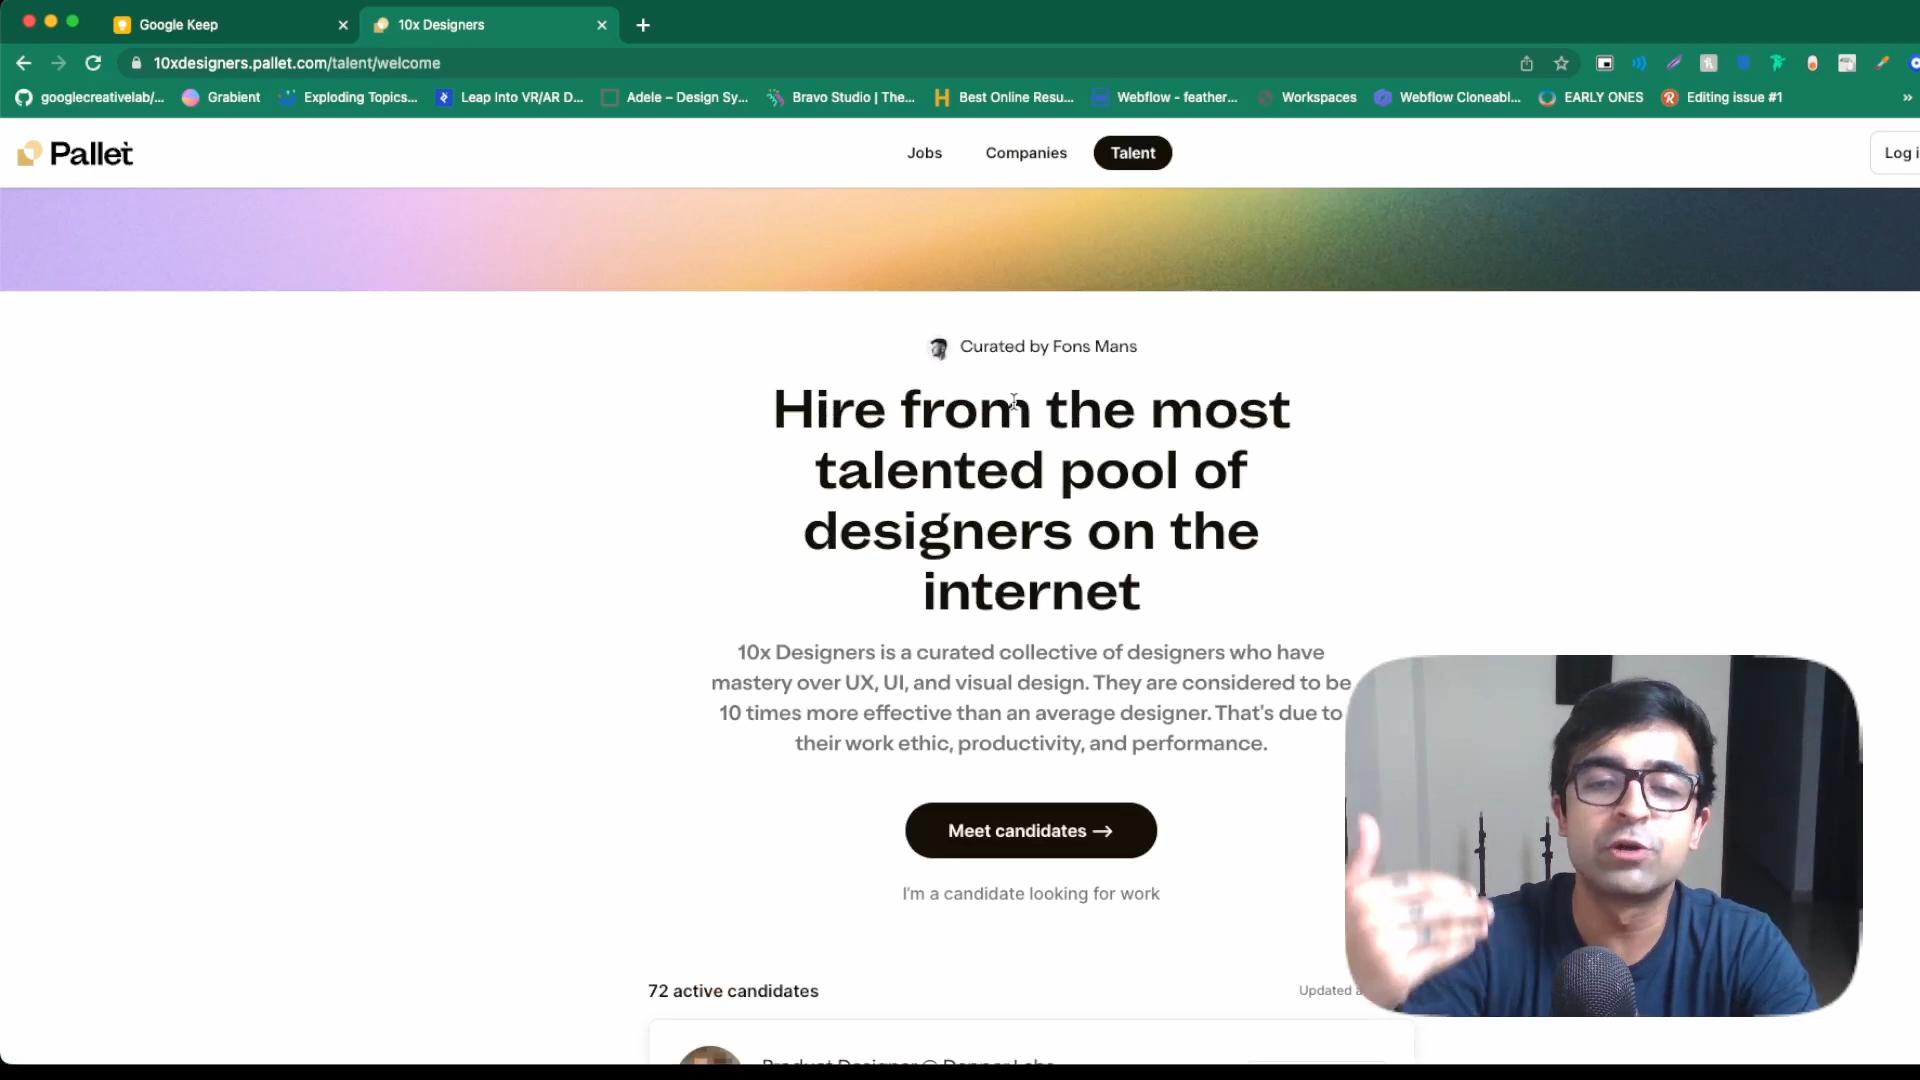 Google Keep
10x Designers
10xdesigners.pallet.com/talent/welcome
googlecreativelab/...
Grabient
Exploding Topics...
Leap Into VR/AR D...
Adele – Design Sy...
Bravo Studio | The...
Best Online Resu...
Webflow - feather...
Workspaces
Webflow Cloneabl...
EARLY ONES
Editing issue #1
»
Pallet
Jobs
Companies
Talent
Log i
Curated by Fons Mans
Hire from the most
talented pool of
designers on the
internet
10x Designers is a curated collective of designers who have
mastery over UX, UI, and visual design. They are considered to be
10 times more effective than an average designer. That's due to
their work ethic, productivity, and performance.
Meet candidates →
I'm a candidate looking for work
72 active candidates
Updated
Product Designer @ Dapper Labs